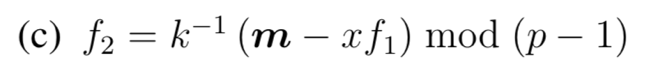 (c) f₂ = k⁻¹ (m − xf₁) mod (p − 1)